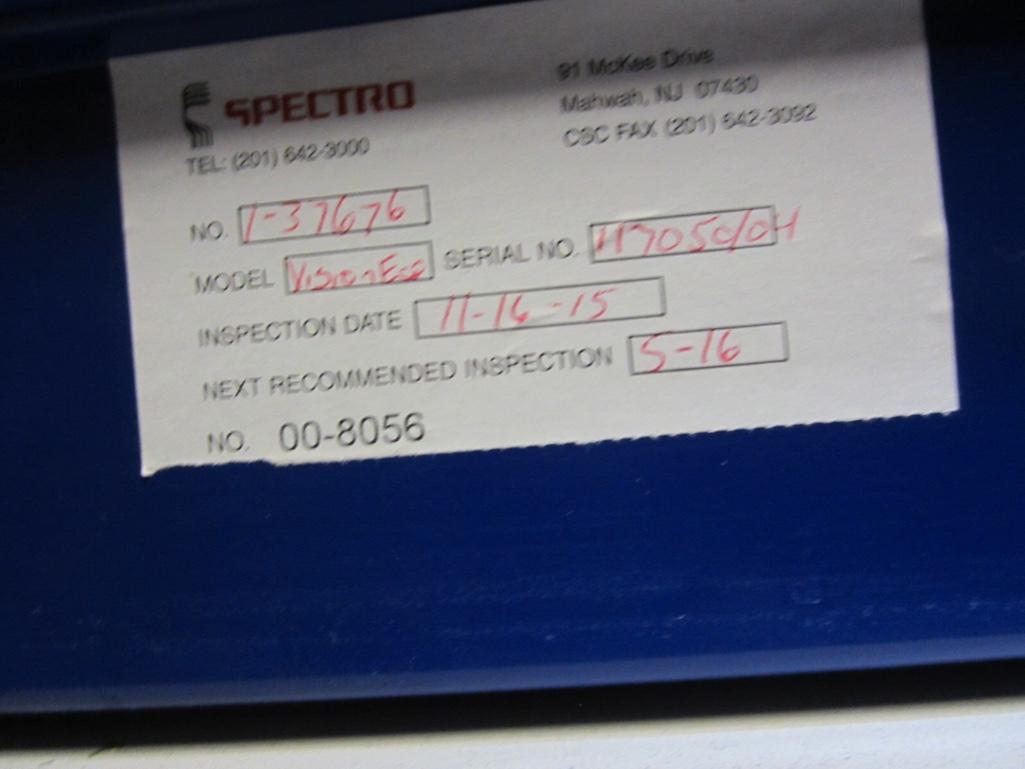 SPECTRO
TEL: (201) 642-3000
91 McKee Drive
Mahwah, NJ 07430
CSC FAX (201) 642-3092
NO. 1-37676
MODEL VisionEOS SERIAL NO.
INSPECTION DATE 11-16-15
NEXT RECOMMENDED INSPECTION 5-16
NO. 00-8056